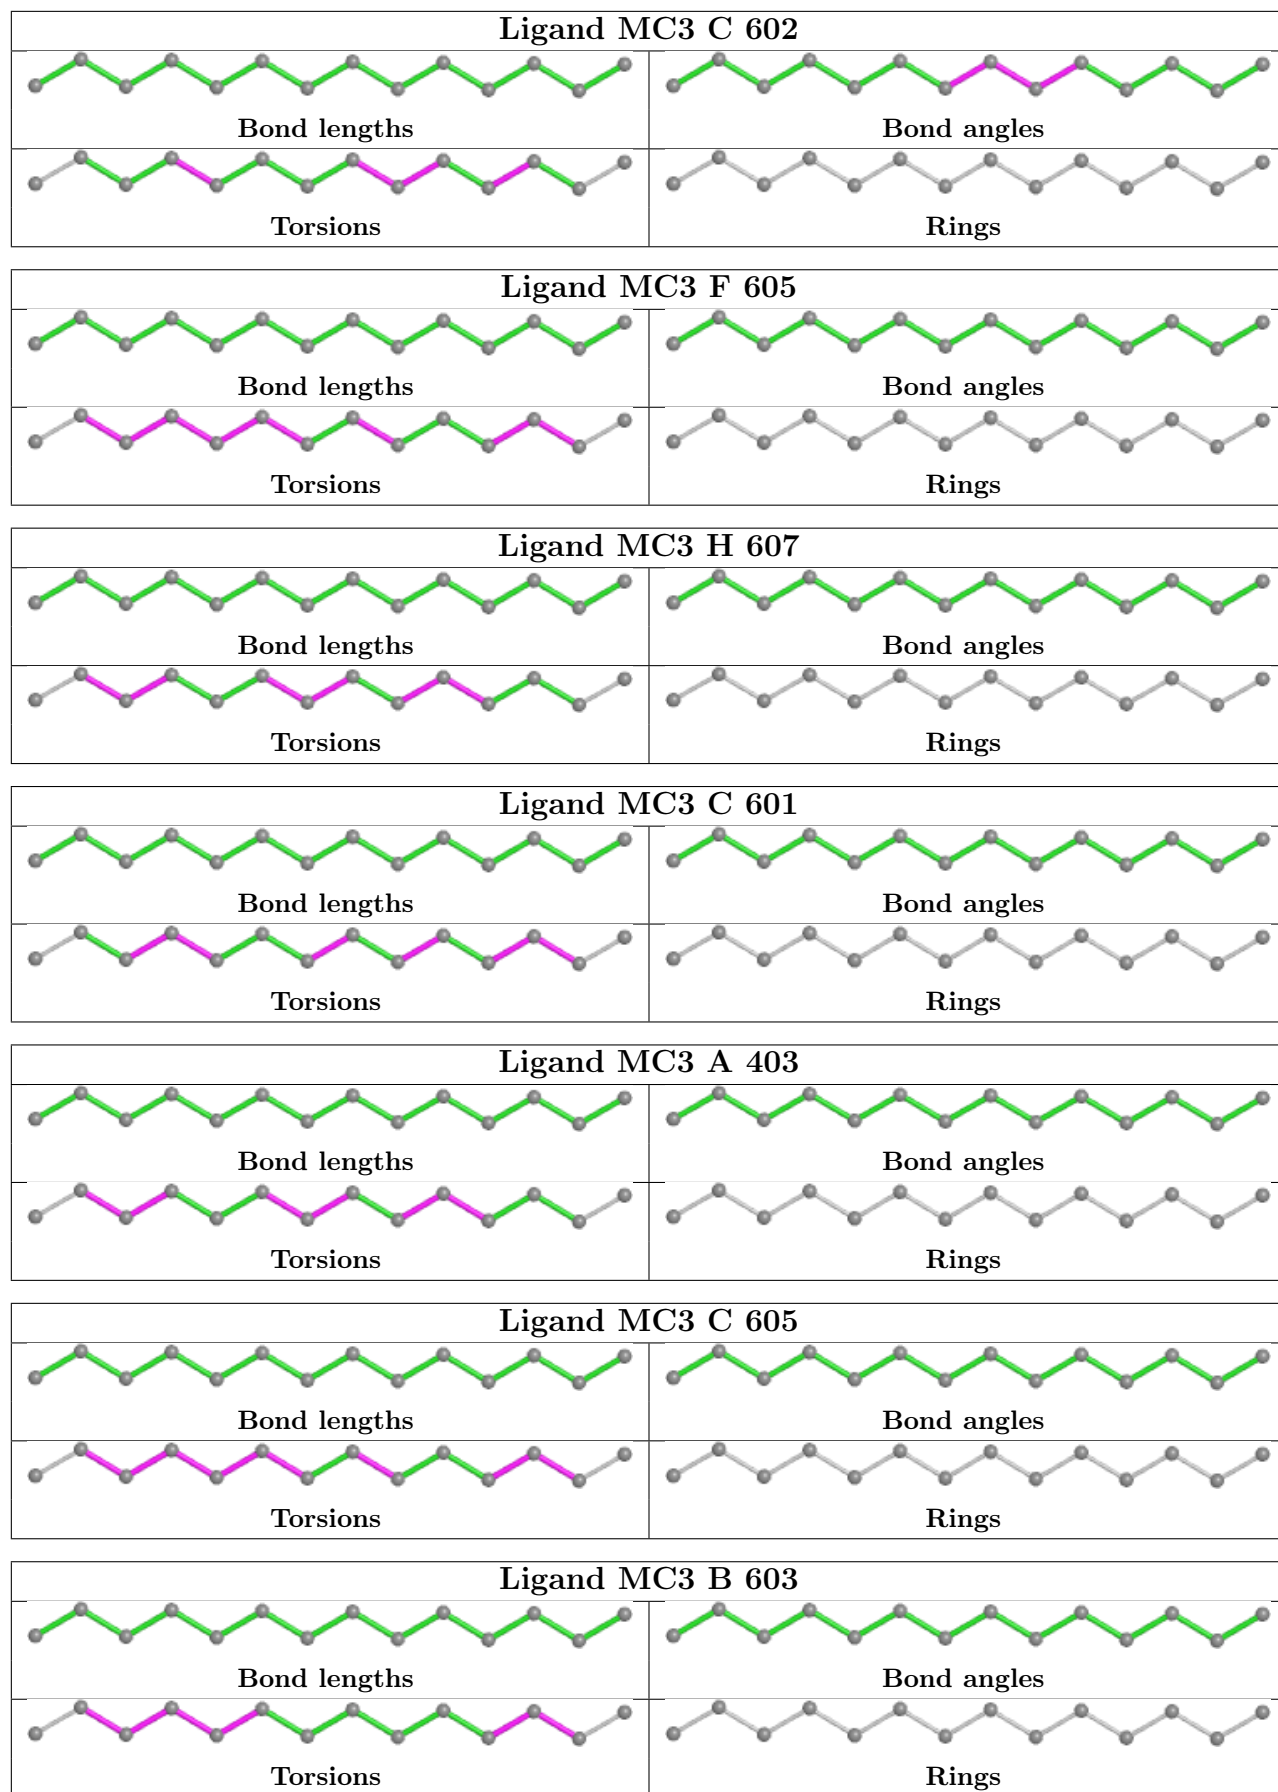 Ligand MC3 C 602
Bond lengths
Bond angles
Torsions
Rings
Ligand MC3 F 605
Bond lengths
Bond angles
Torsions
Rings
Ligand MC3 H 607
Bond lengths
Bond angles
Torsions
Rings
Ligand MC3 C 601
Bond lengths
Bond angles
Torsions
Rings
Ligand MC3 A 403
Bond lengths
Bond angles
Torsions
Rings
Ligand MC3 C 605
Bond lengths
Bond angles
Torsions
Rings
Ligand MC3 B 603
Bond lengths
Bond angles
Torsions
Rings